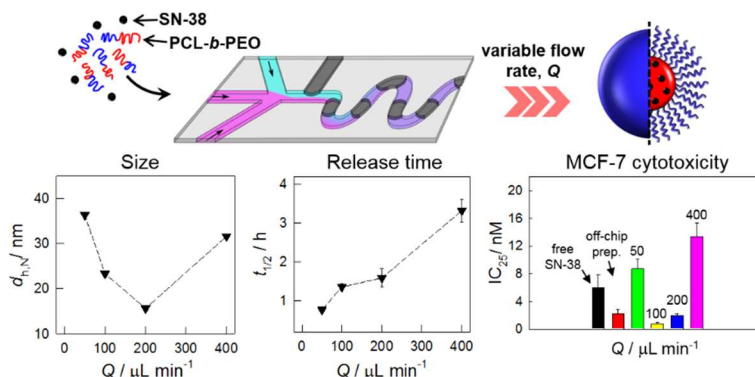 SN-38
PCL-b-PEO
variable flow
rate, Q
Size
Release time
MCF-7 cytotoxicity
40
30
20
10
0 100 200 300 400
d_h,N / nm
Q / μL min⁻¹
4
3
2
1
0 100 200 300 400
t_1/2 / h
Q / μL min⁻¹
20
16
12
8
4
0
IC₂₅/ nM
free
SN-38
off-chip
prep.
50
100
200
400
Q / μL min⁻¹